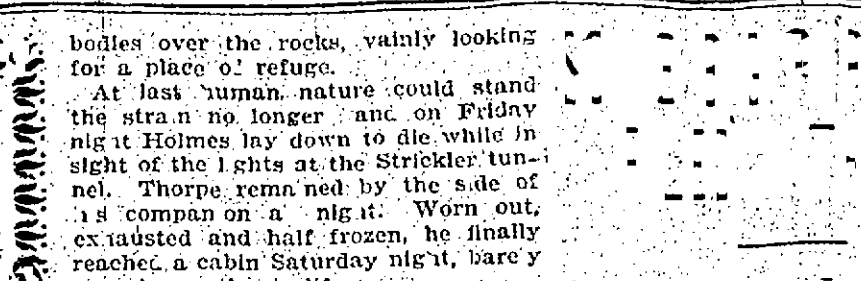 bodies over the rocks, vainly looking
for a place of refuge.
At last human nature could stand
the strain no longer and on Friday
night Holmes lay down to die while in
sight of the lights at the Strickler tun-
nel. Thorpe remained by the side of
his companion all night. Worn out,
exhausted and half frozen, he finally
reached a cabin Saturday night, barely